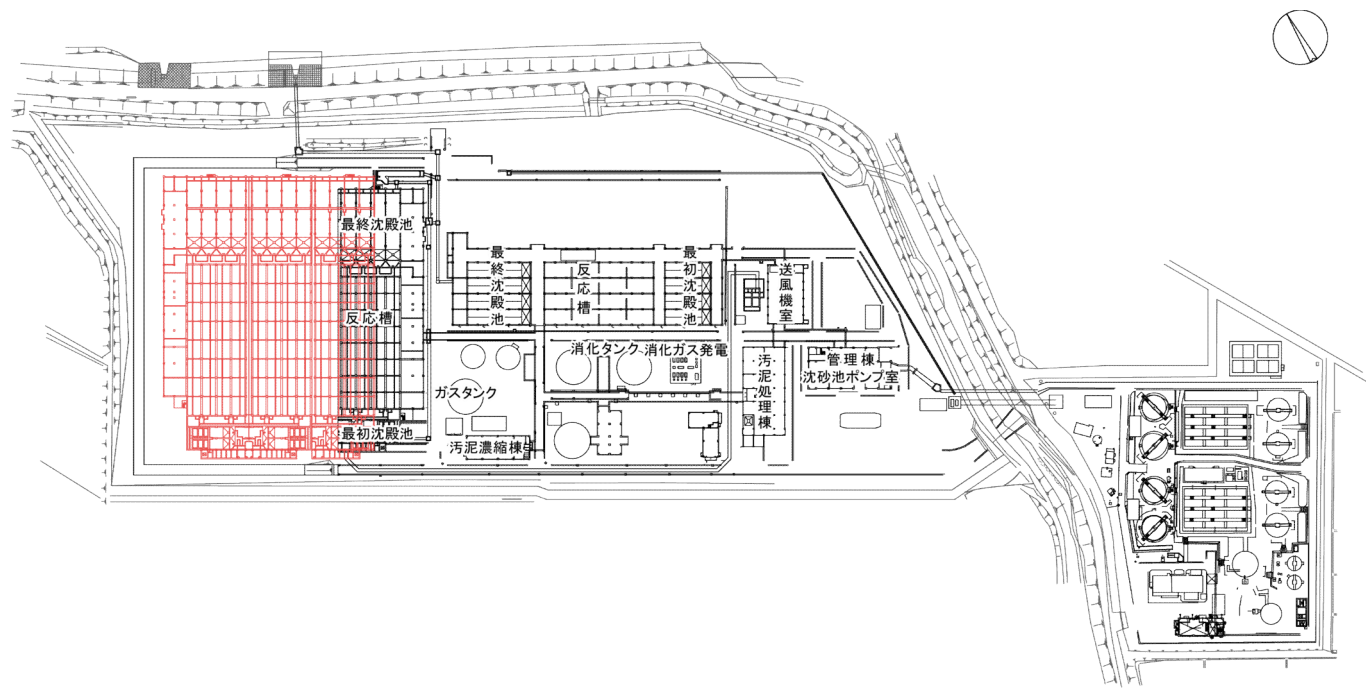 最終沈殿池
反応槽
最初沈殿池
最終沈殿池
反応槽
最初沈殿池
送風機室
消化タンク
消化ガス発電
ガスタンク
汚泥濃縮棟
汚泥処理棟
管理棟
沈砂池ポンプ室